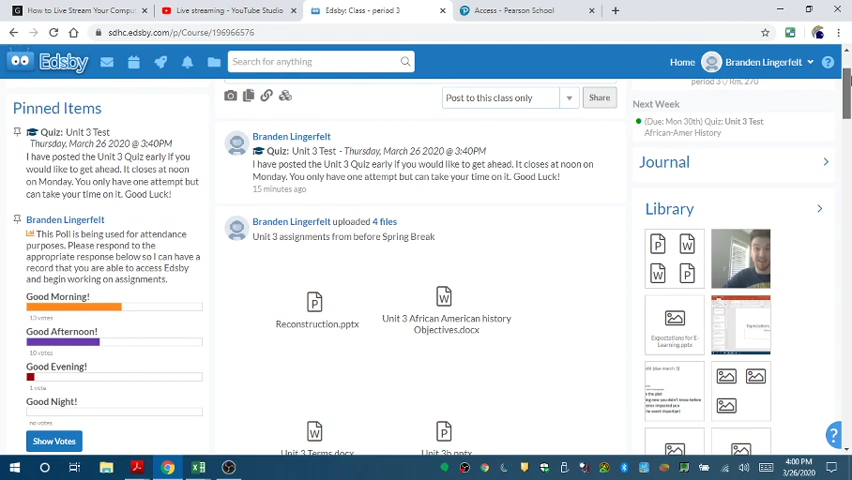 How to Live Stream Your Compu
Live streaming - YouTube Studio
Edsby: Class - period 3
Access - Pearson School
sdhc.edsby.com/p/Course/196966576
Edsby
Search for anything
Home
Branden Lingerfelt
Pinned Items
Quiz: Unit 3 Test
Thursday, March 26 2020 @ 3:40PM
I have posted the Unit 3 Quiz early if you
would like to get ahead. It closes at noon
on Monday. You only have one attempt but
can take your time on it. Good Luck!
Branden Lingerfelt
This Poll is being used for attendance
purposes. Please respond to the
appropriate response below so I can have a
record that you are able to access Edsby
and begin working on assignments.
Good Morning!
13 votes
Good Afternoon!
10 votes
Good Evening!
1 vote
Good Night!
no votes
Show Votes
Post to this class only
Share
Branden Lingerfelt
Quiz: Unit 3 Test - Thursday, March 26 2020 @ 3:40PM
I have posted the Unit 3 Quiz early if you would like to get ahead. It closes at noon
on Monday. You only have one attempt but can take your time on it. Good Luck!
15 minutes ago
Branden Lingerfelt uploaded 4 files
Unit 3 assignments from before Spring Break
Reconstruction.pptx
Unit 3 African American history
Objectives.docx
Unit 3 Terms.docx
Unit 3b.pptx
period 3 \ Rm. 270
Next Week
(Due: Mon 30th) Quiz: Unit 3 Test
African-Amer History
Journal
Library
Expectations for E-
Learning.pptx
4:00 PM
3/26/2020